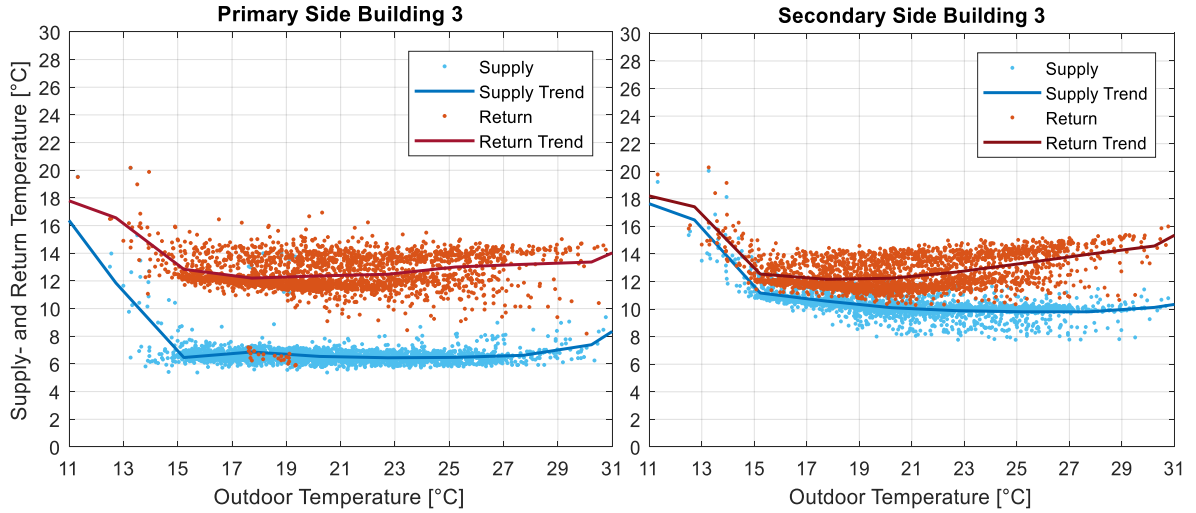 Primary Side Building 3
Supply- and Return Temperature [°C]
30
28
26
24
22
20
18
16
14
12
10
8
6
4
2
0
Supply
Supply Trend
Return
Return Trend
11 13 15 17 19 21 23 25 27 29 31
Outdoor Temperature [°C]
Secondary Side Building 3
30
28
26
24
22
20
18
16
14
12
10
8
6
4
2
0
Supply
Supply Trend
Return
Return Trend
11 13 15 17 19 21 23 25 27 29 31
Outdoor Temperature [°C]